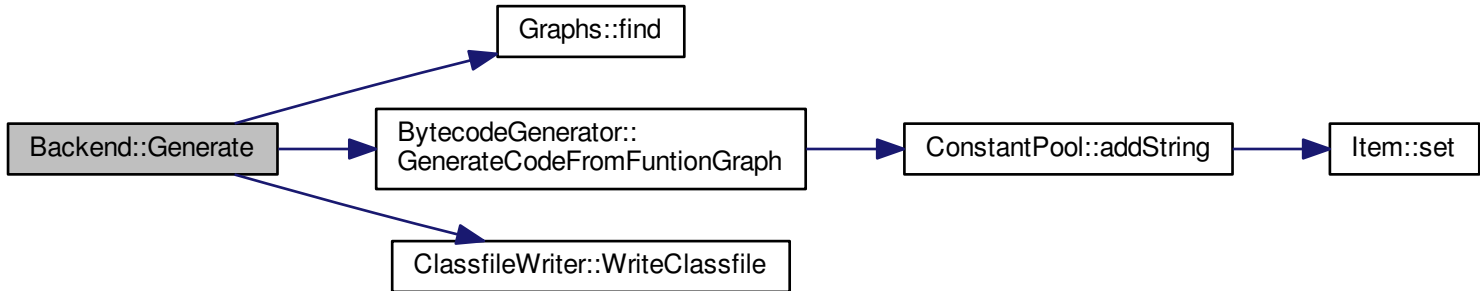 Graphs::find
Backend::Generate
BytecodeGenerator::
GenerateCodeFromFuntionGraph
ConstantPool::addString
Item::set
ClassfileWriter::WriteClassfile